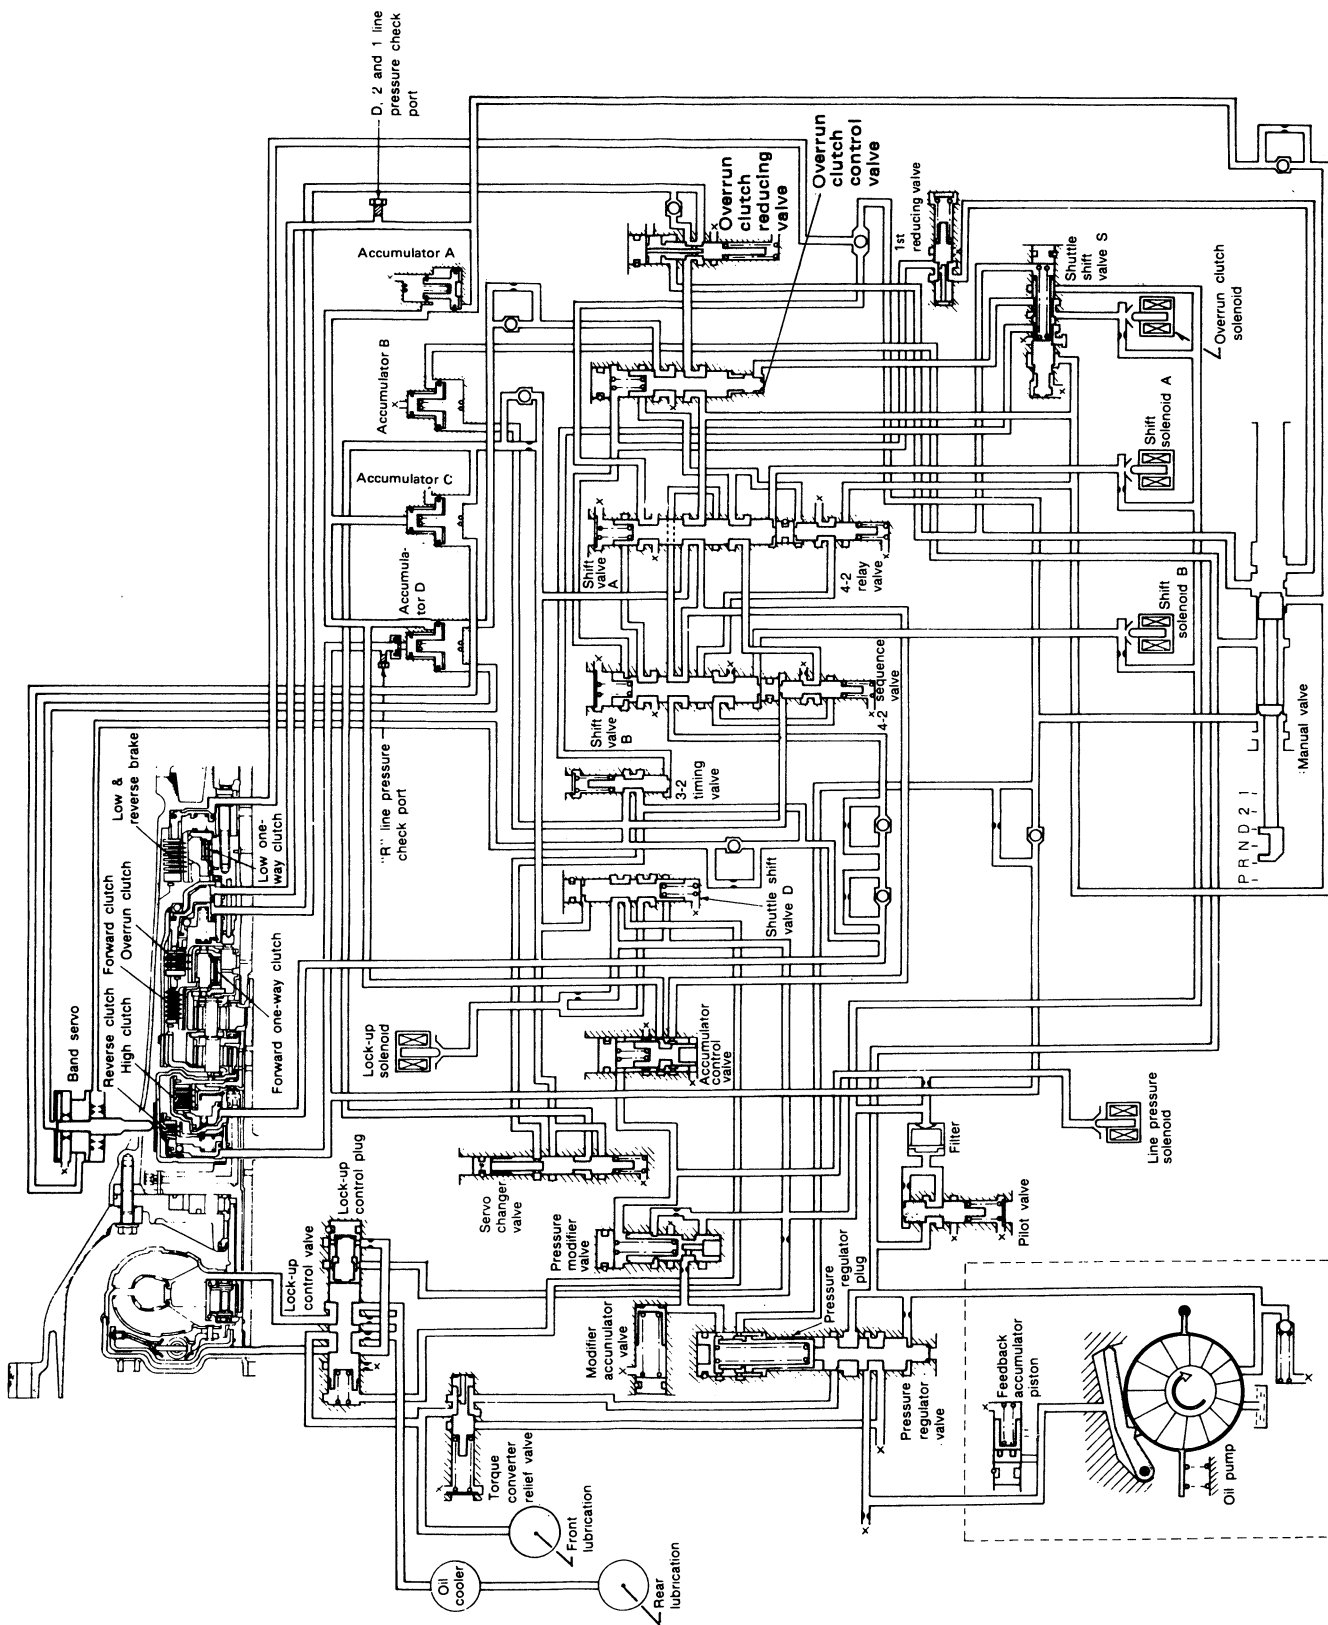 D, 2 and 1 line
pressure check
port
Accumulator A
Accumulator B
Accumulator C
Accumula-
tor D
"R" line pressure
check port
Low &
reverse brake
Low one-
way clutch
Overrun clutch
Forward clutch
Forward one-way clutch
High clutch
Reverse clutch
Band servo
Overrun
clutch
reducing
valve
Overrun
clutch
control
valve
1st
reducing valve
Shuttle
shift
valve S
Overrun clutch
solenoid
Shift
solenoid A
Shift
solenoid B
Shift
valve
A
4-2
relay
valve
Shift
valve
B
4-2 sequence
valve
3-2
timing
valve
Shuttle shift
valve D
Manual valve
P R N D 2 1
Lock-up
solenoid
Accumulator
control
valve
Line pressure
solenoid
Filter
Pilot valve
Servo
changer
valve
Pressure
modifier
valve
Lock-up
control plug
Lock-up
control valve
Pressure
regulator
plug
Modifier
accumulator
valve
Pressure
regulator
valve
Torque
converter
relief valve
Front
lubrication
Oil
cooler
Rear
lubrication
Feedback
accumulator
piston
Oil pump